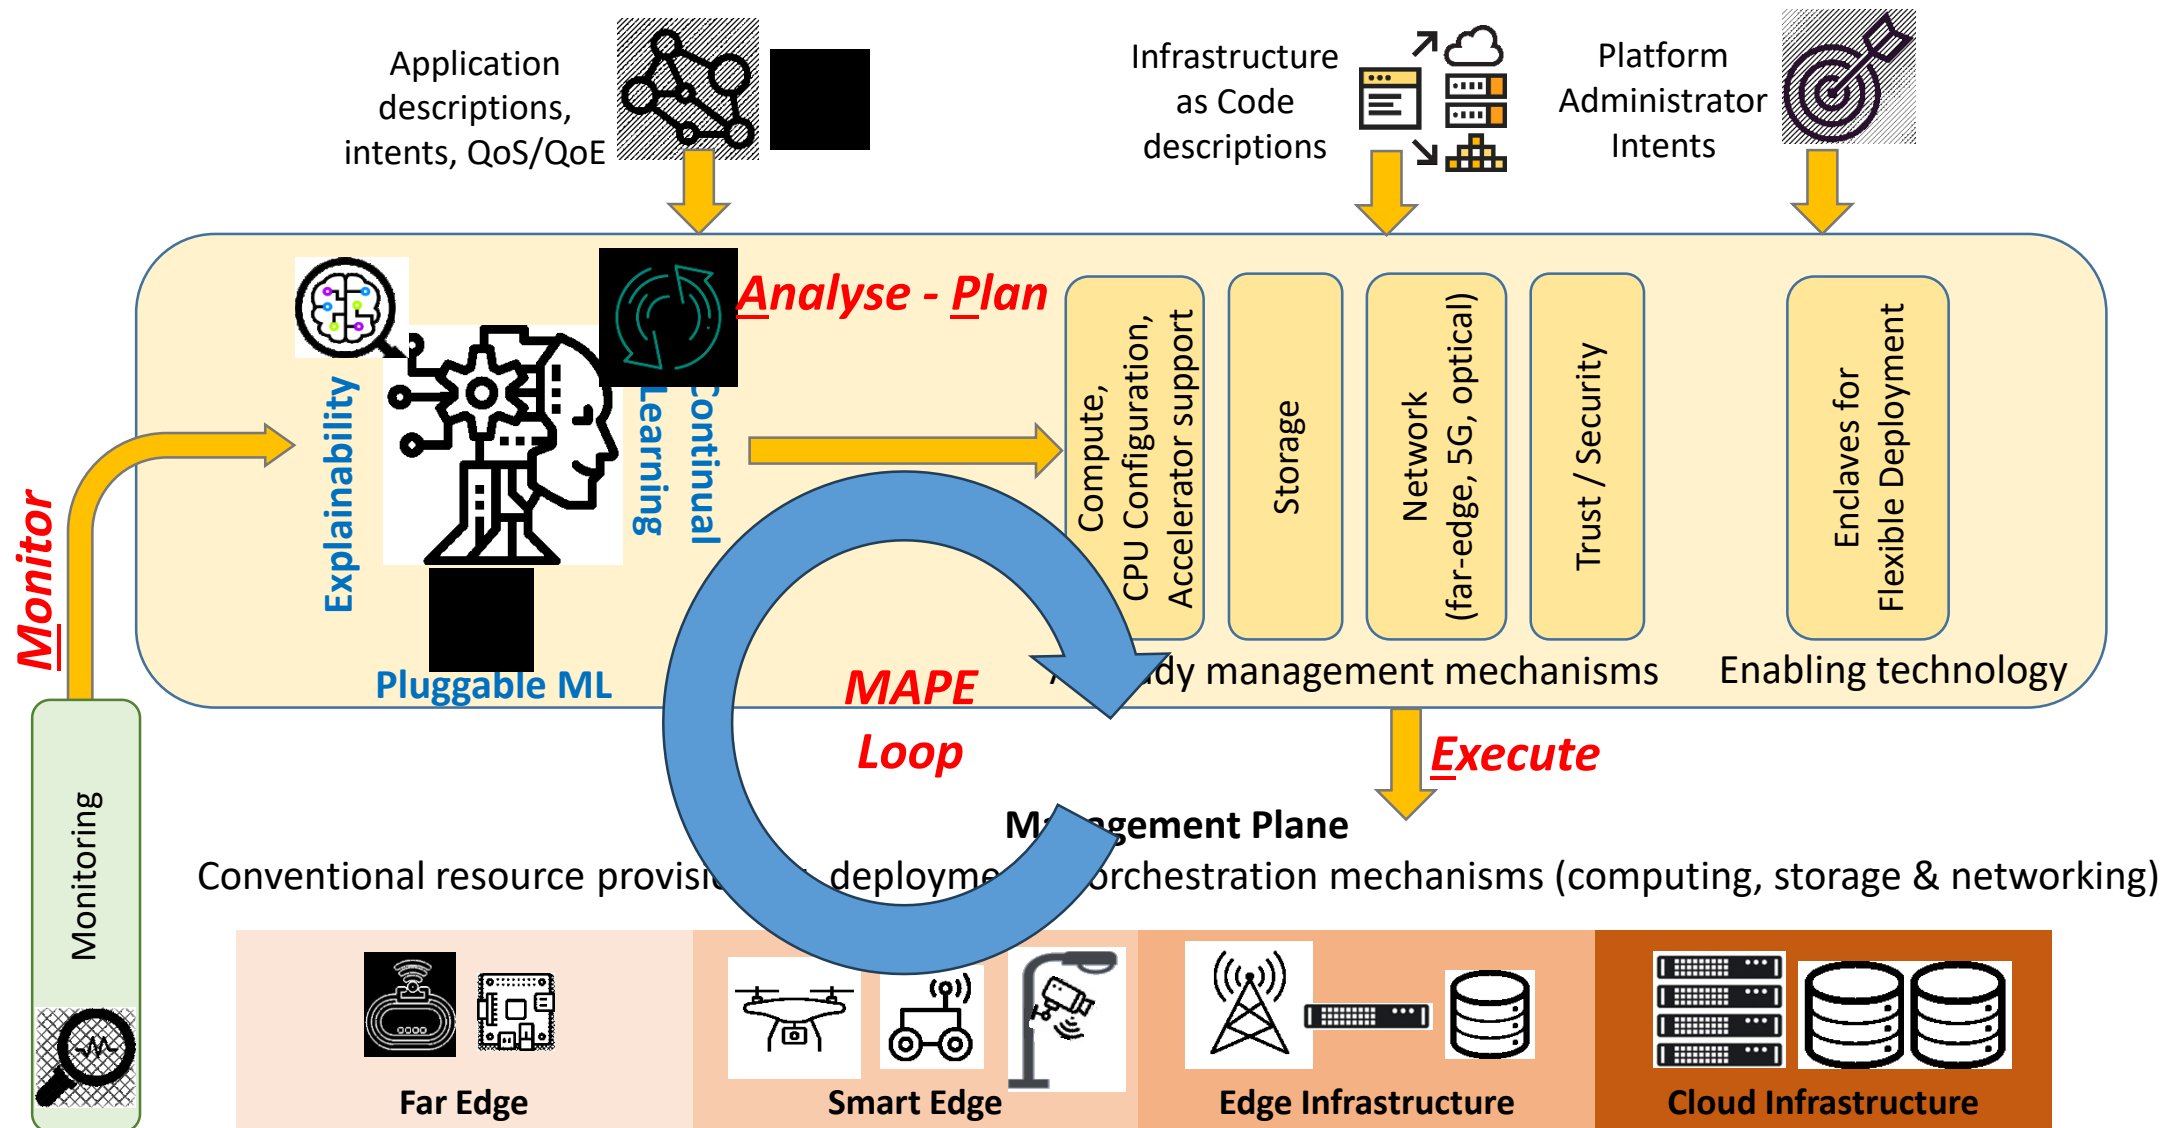 Application
descriptions,
intents, QoS/QoE
Infrastructure
as Code
descriptions
Platform
Administrator
Intents
Analyse - Plan
Explainability
Continual
Learning
Pluggable ML
Compute,
CPU Configuration,
Accelerator support
Storage
Network
(far-edge, 5G, optical)
Trust / Security
Enclaves for
Flexible Deployment
management mechanisms
Enabling technology
Monitor
MAPE
Loop
Execute
Monitoring
Management Plane
Conventional resource deployment orchestration mechanisms (computing, storage & networking)
Far Edge
Smart Edge
Edge Infrastructure
Cloud Infrastructure